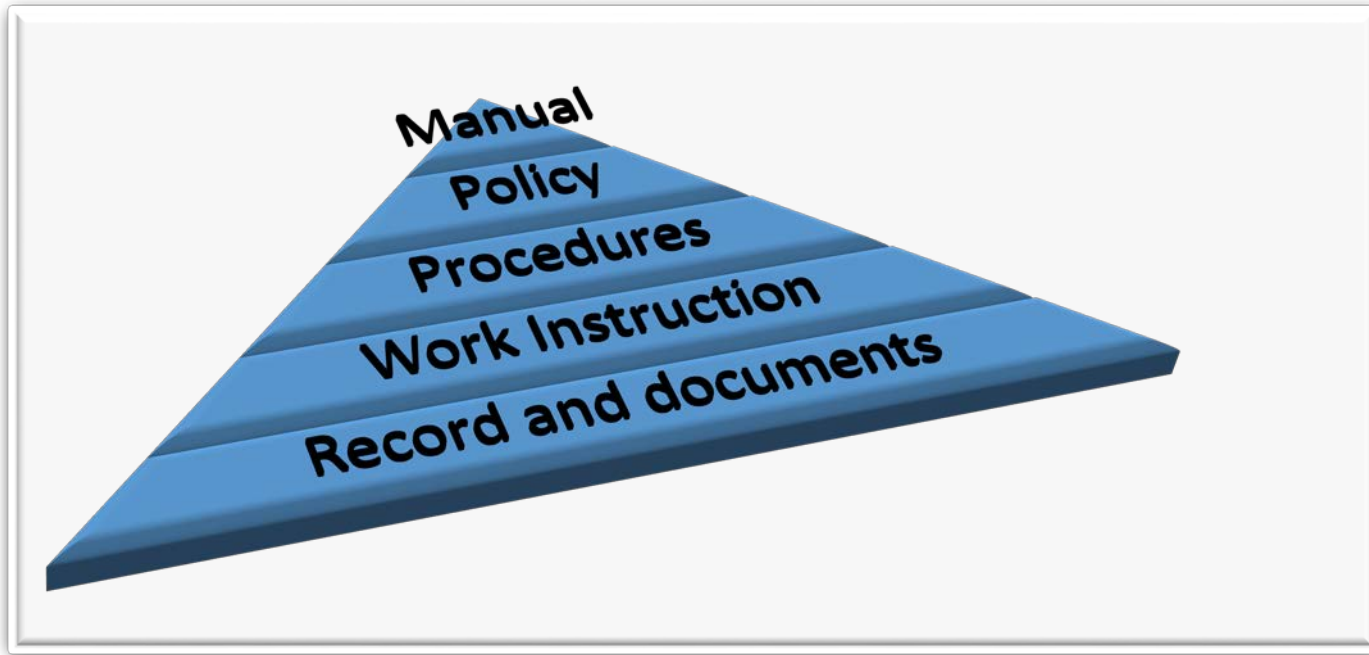 Manual
Policy
Procedures
Work Instruction
Record and documents